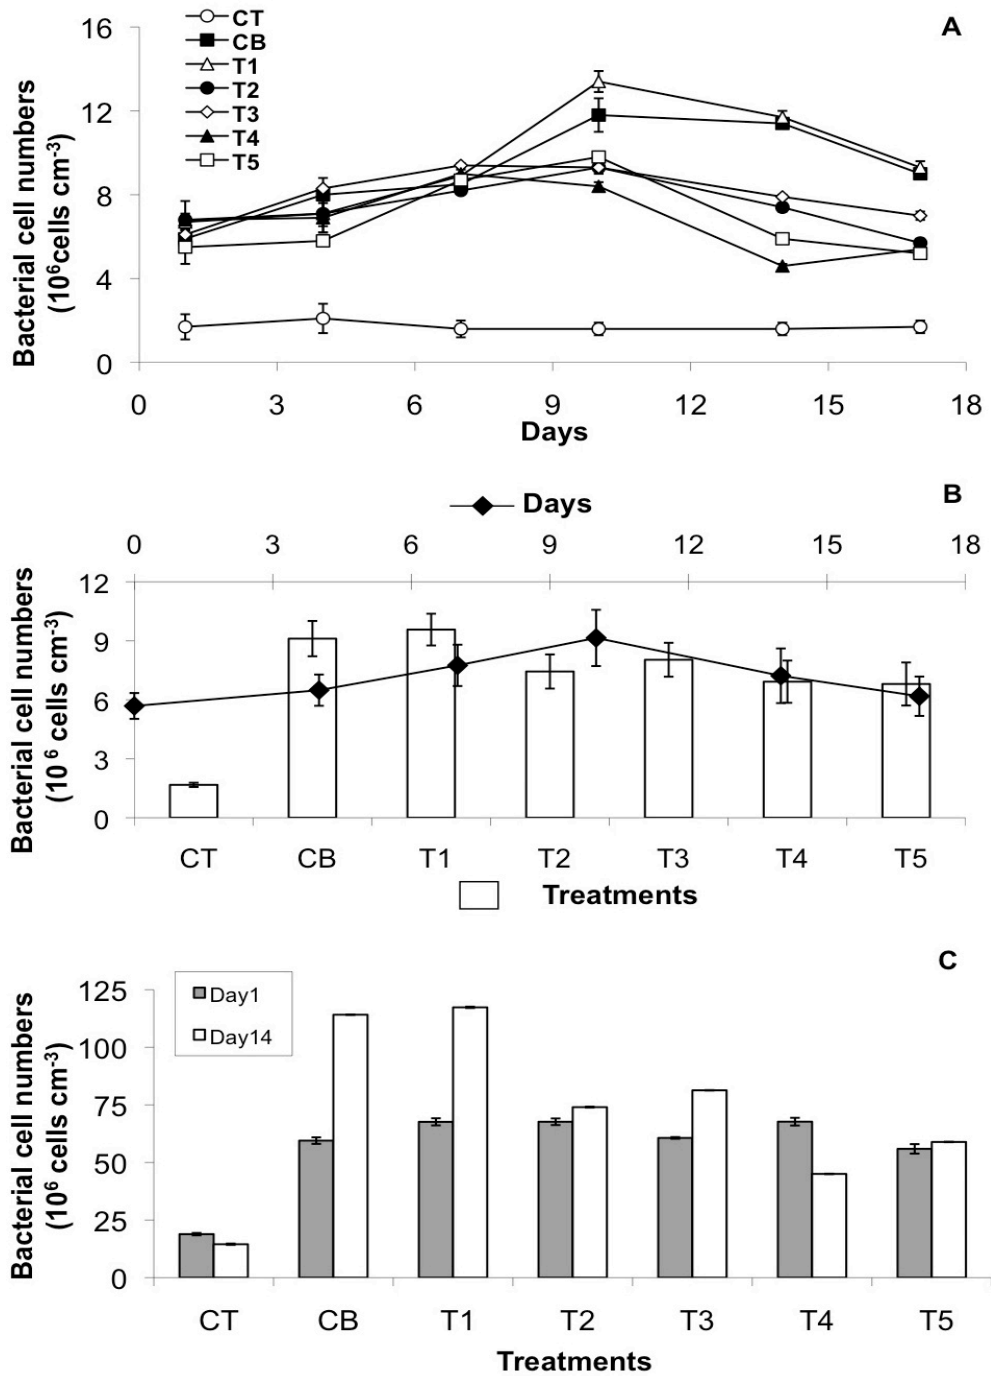 A
CT
CB
T1
T2
T3
T4
T5
16
12
8
4
0
Bacterial cell numbers
(10⁶cells cm⁻³)
0 3 6 9 12 15 18
Days
B
Days
0 3 6 9 12 15 18
12
9
6
3
0
Bacterial cell numbers
(10 ⁶ cells cm⁻³)
CT CB T1 T2 T3 T4 T5
Treatments
C
Day1
Day14
125
100
75
50
25
0
Bacterial cell numbers
(10⁶ cells cm⁻³)
CT CB T1 T2 T3 T4 T5
Treatments